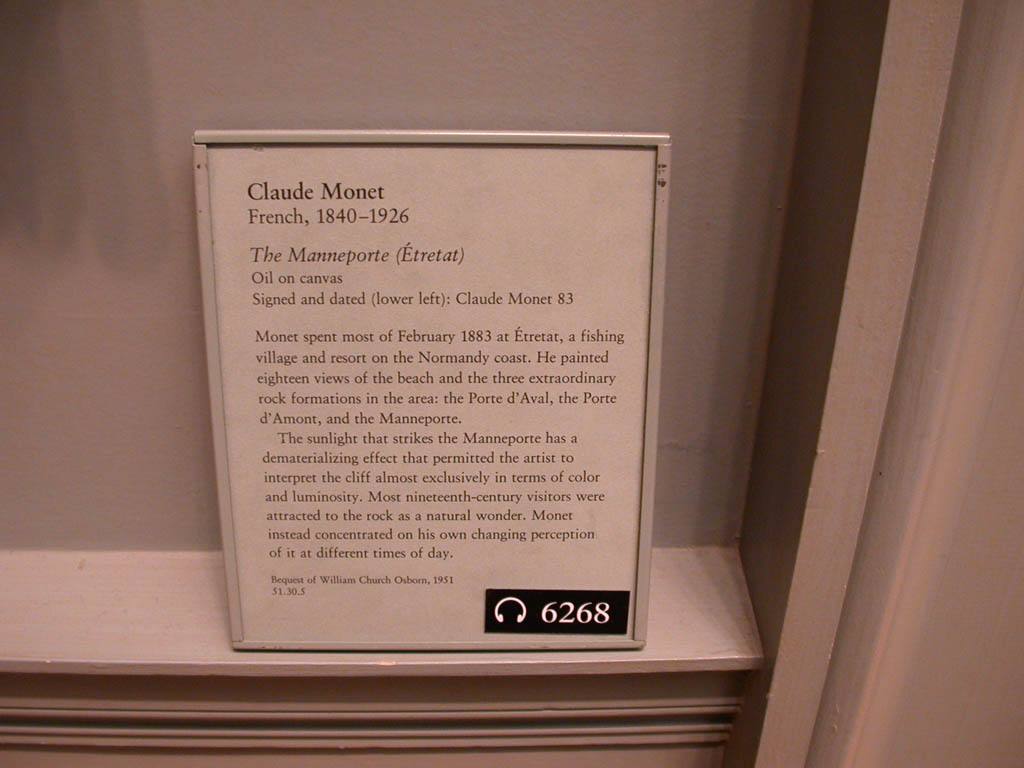 Claude Monet
French, 1840–1926
The Manneporte (Étretat)
Oil on canvas
Signed and dated (lower left): Claude Monet 83
Monet spent most of February 1883 at Étretat, a fishing
village and resort on the Normandy coast. He painted
eighteen views of the beach and the three extraordinary
rock formations in the area: the Porte d'Aval, the Porte
d'Amont, and the Manneporte.
The sunlight that strikes the Manneporte has a
dematerializing effect that permitted the artist to
interpret the cliff almost exclusively in terms of color
and luminosity. Most nineteenth-century visitors were
attracted to the rock as a natural wonder. Monet
instead concentrated on his own changing perception
of it at different times of day.
Bequest of William Church Osborn, 1951
51.30.5
6268